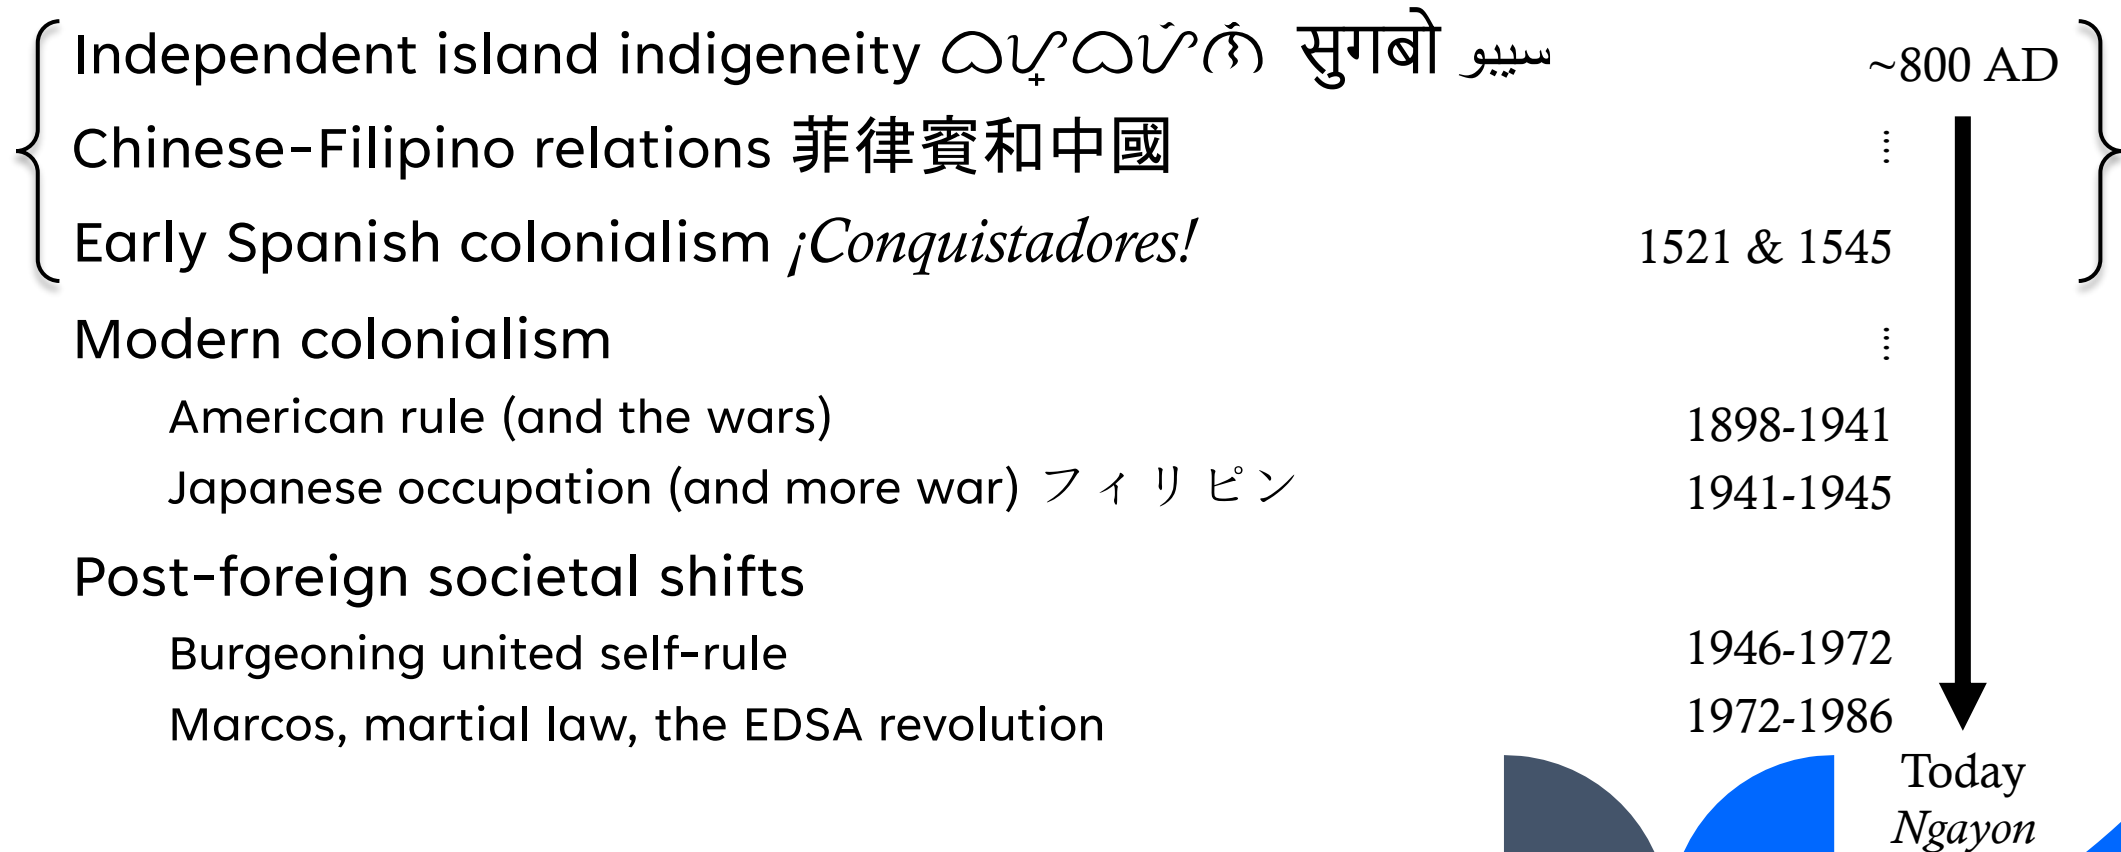 Independent island indigeneity ᜊᜌ᜔ᜊᜌᜒᜈᜒ सुगबो سيبو ~800 AD
Chinese-Filipino relations 菲律賓和中國 ⁞
Early Spanish colonialism ¡Conquistadores! 1521 & 1545
Modern colonialism ⁞
American rule (and the wars) 1898-1941
Japanese occupation (and more war) フィリピン 1941-1945
Post-foreign societal shifts
Burgeoning united self-rule 1946-1972
Marcos, martial law, the EDSA revolution 1972-1986
Today
Ngayon